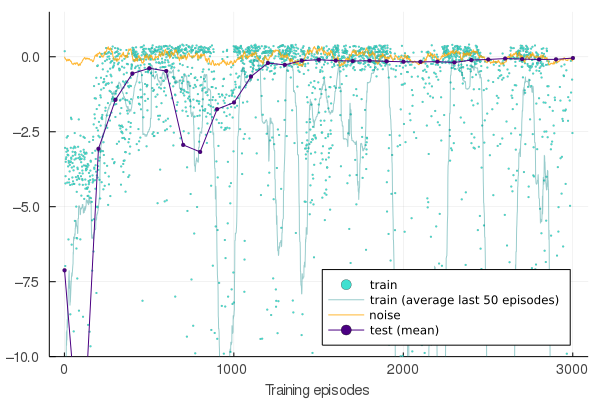 0.0
−2.5
−5.0
−7.5
−10.0
train
train (average last 50 episodes)
noise
test (mean)
0 1000 2000 3000
Training episodes